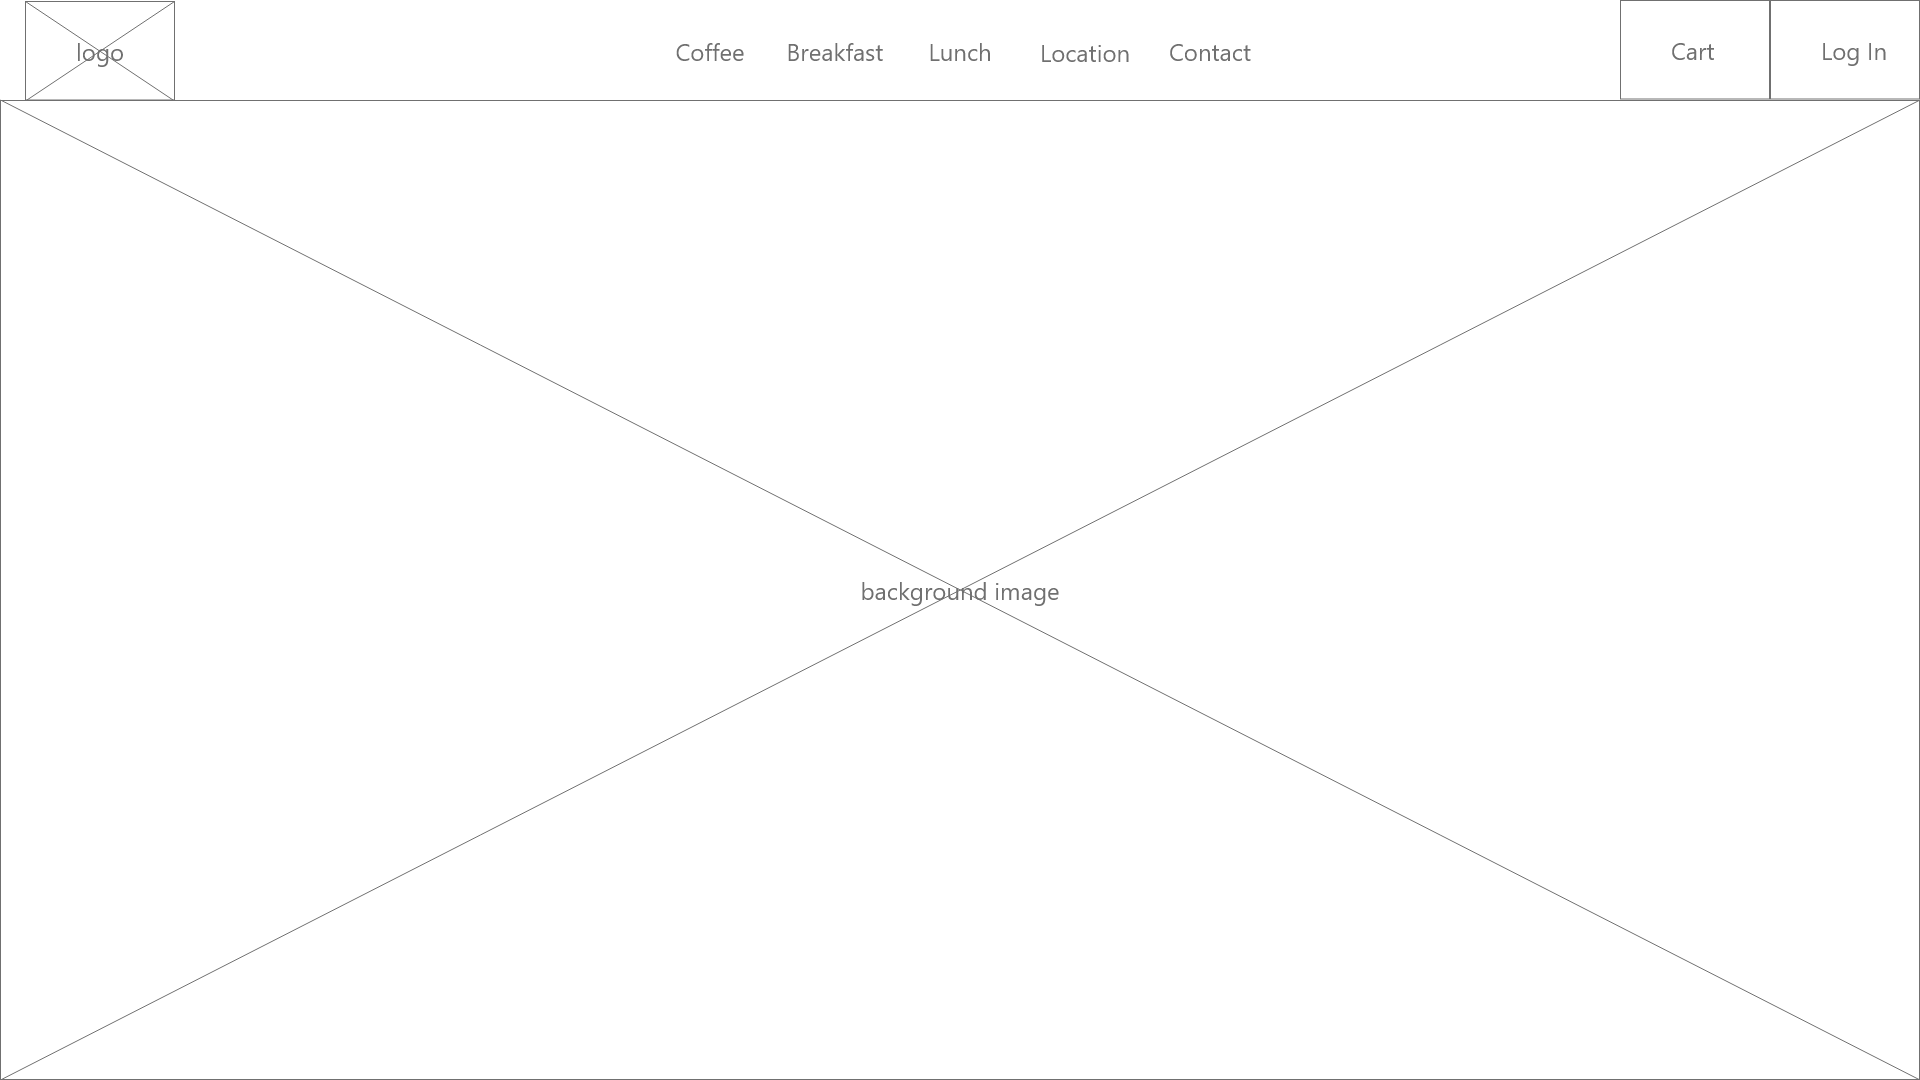 logo
Coffee Breakfast Lunch Location Contact
Cart
Log In
background image